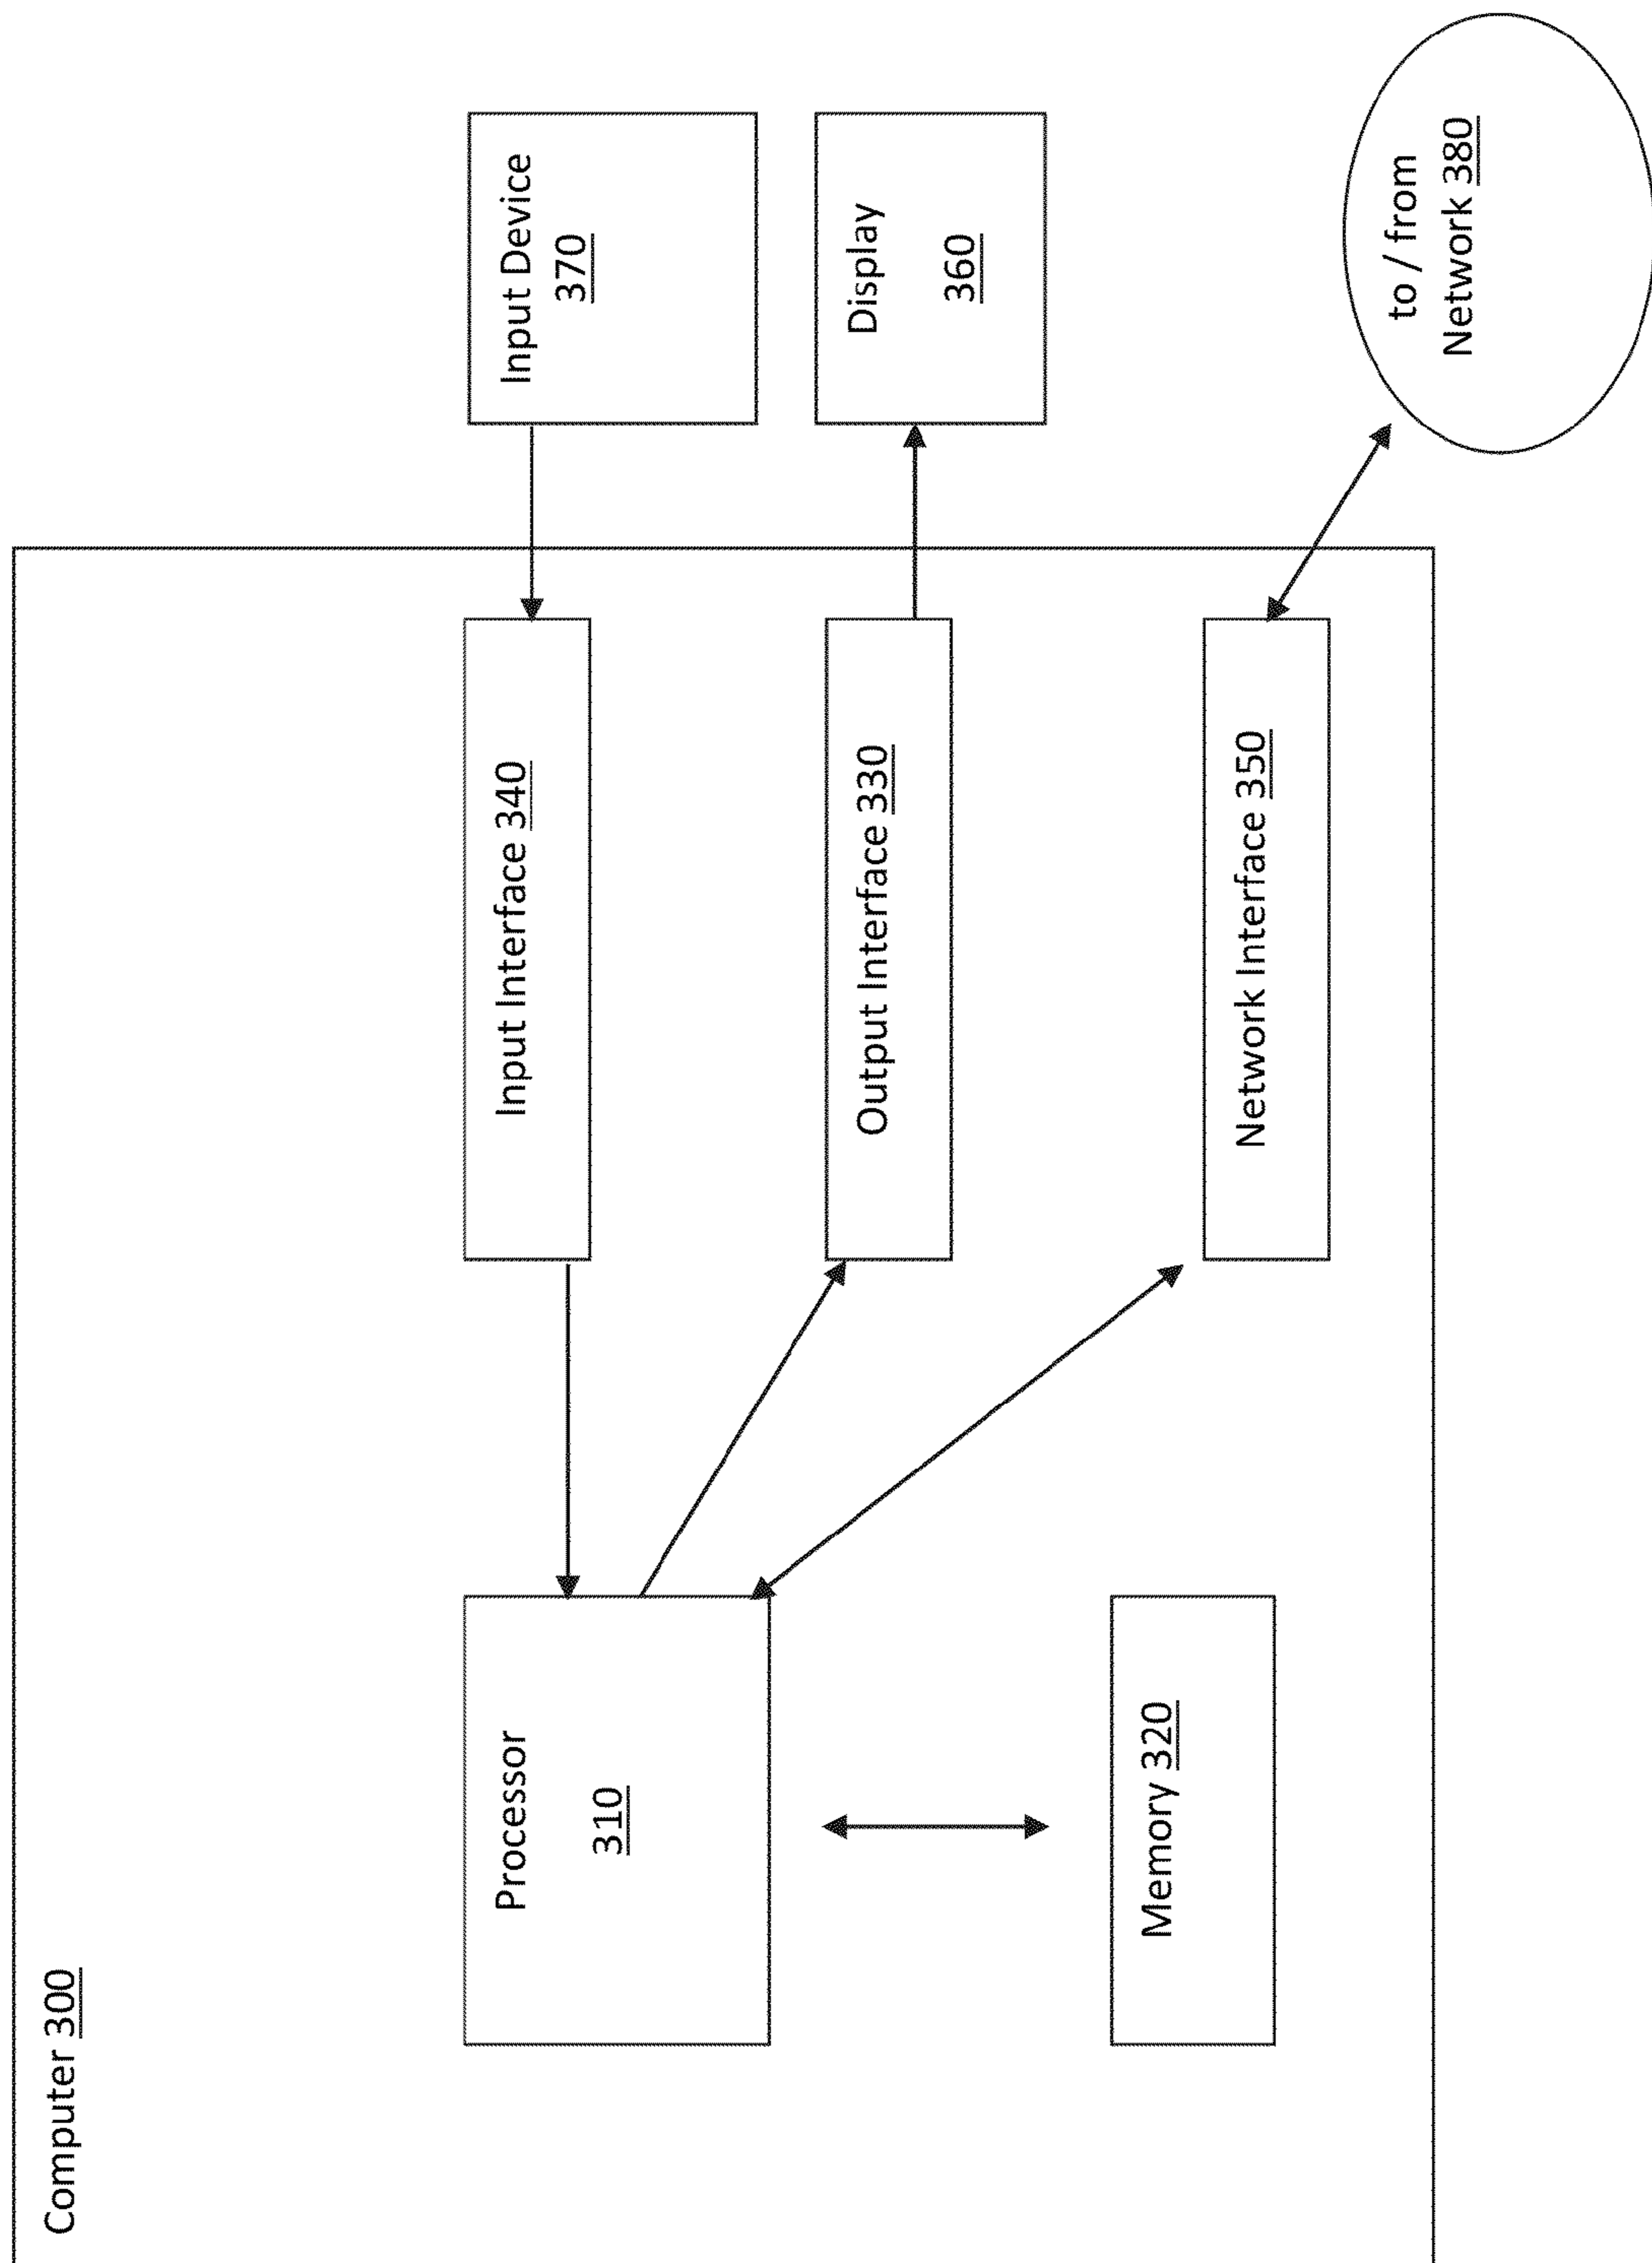 Computer 300
Processor
310
Memory 320
Input Interface 340
Output Interface 330
Network Interface 350
Input Device
370
Display
360
to / from
Network 380